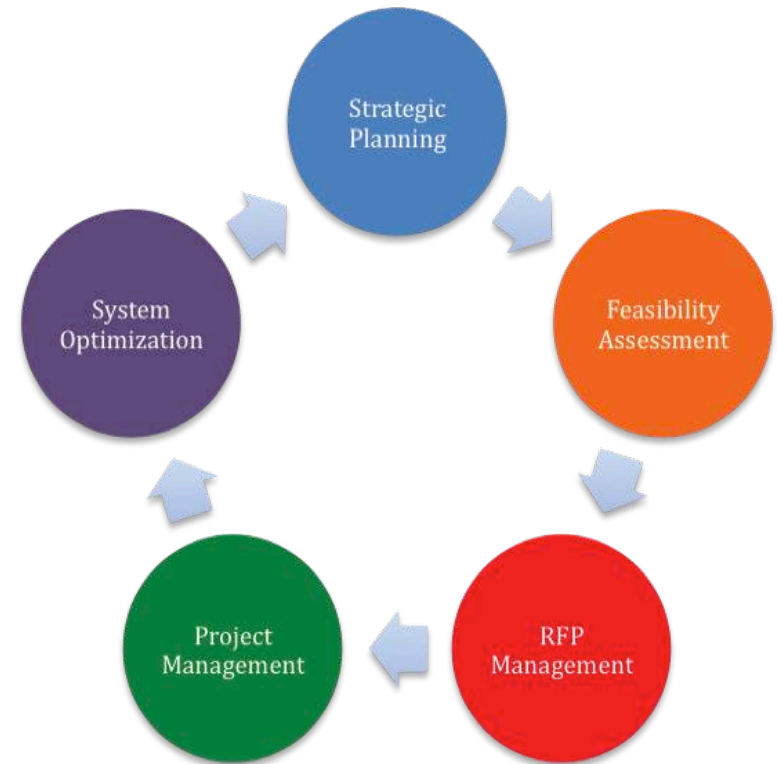 Strategic
Planning
Feasibility
Assessment
RFP
Management
Project
Management
System
Optimization